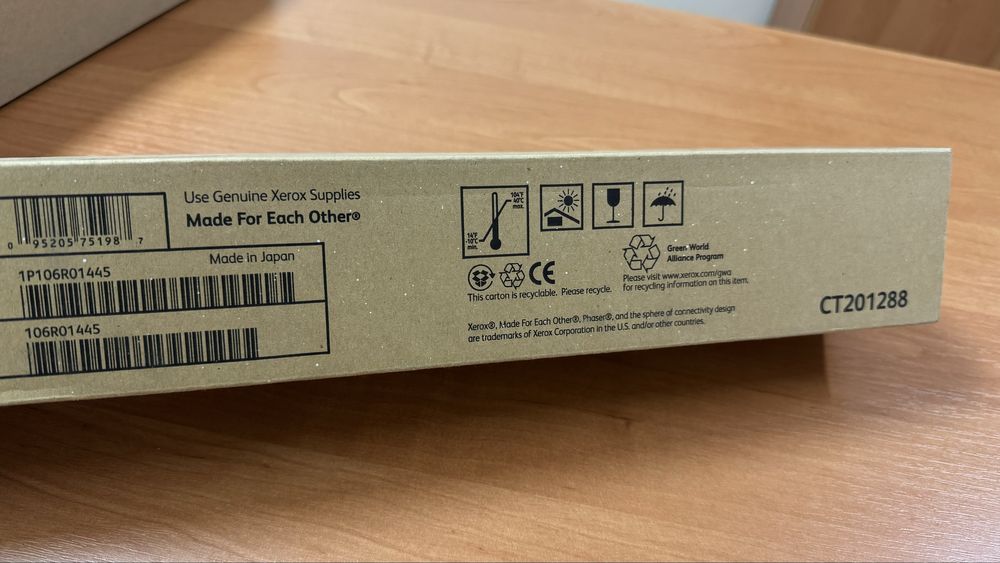 Use Genuine Xerox Supplies
Made For Each Other®
0 95205 75198 7
Made in Japan
1P106R01445
106R01445
104°F
40°C
max.
14°F
-10°C
min.
CE
This carton is recyclable. Please recycle.
Green World
Alliance Program
Please visit www.xerox.com/gwa
for recycling information on this item.
Xerox®, Made For Each Other®, Phaser®, and the sphere of connectivity design
are trademarks of Xerox Corporation in the U.S. and/or other countries.
CT201288